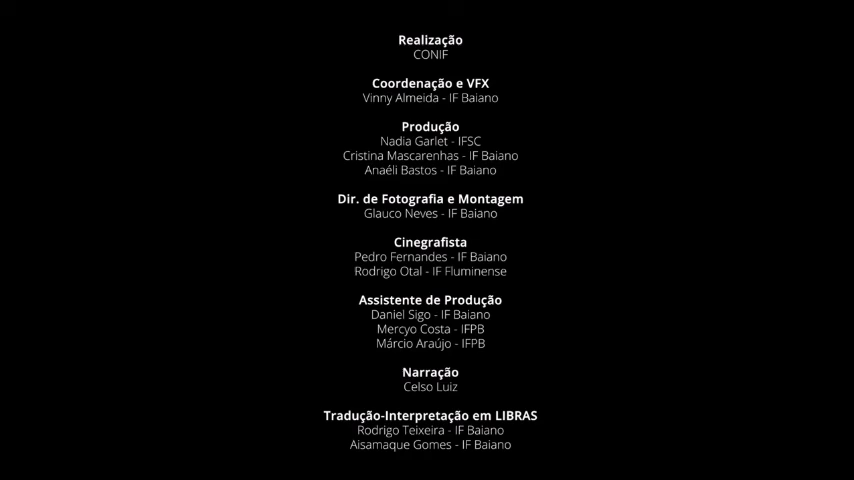 Realização
CONIF
Coordenação e VFX
Vinny Almeida - IF Baiano
Produção
Nadia Garlet - IFSC
Cristina Mascarenhas - IF Baiano
Anaéli Bastos - IF Baiano
Dir. de Fotografia e Montagem
Glauco Neves - IF Baiano
Cinegrafista
Pedro Fernandes - IF Baiano
Rodrigo Otal - IF Fluminense
Assistente de Produção
Daniel Sigo - IF Baiano
Mercyo Costa - IFPB
Márcio Araújo - IFPB
Narração
Celso Luiz
Tradução-Interpretação em LIBRAS
Rodrigo Teixeira - IF Baiano
Aisamaque Gomes - IF Baiano